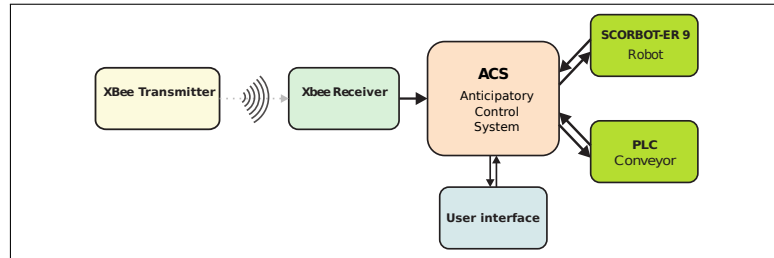 XBee Transmitter
Xbee Receiver
ACS
Anticipatory
Control
System
SCORBOT-ER 9
Robot
PLC
Conveyor
User interface